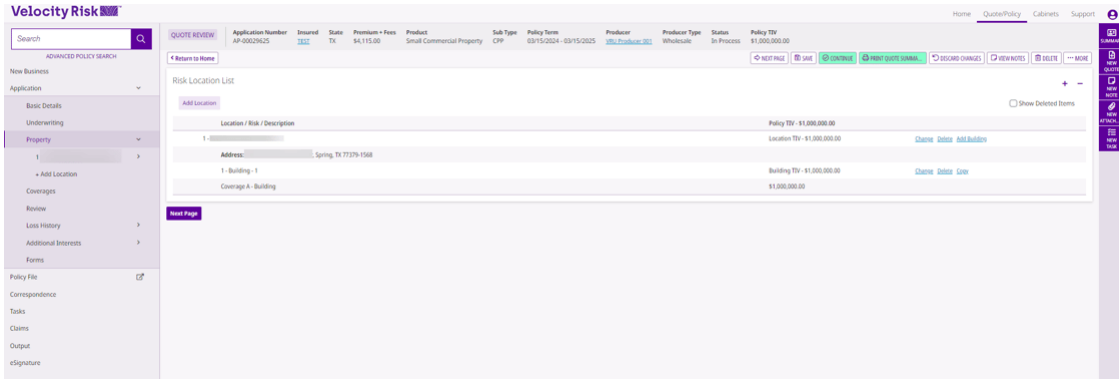 Velocity Risk
Home Quote/Policy Cabinets Support
Search
ADVANCED POLICY SEARCH
New Business
Application
Basic Details
Underwriting
Property
1
+ Add Location
Coverages
Review
Loss History
Additional Interests
Forms
Policy File
Correspondence
Tasks
Claims
Output
eSignature
QUOTE REVIEW
Application Number Insured State Premium + Fees Product Sub Type Policy Term Producer Producer Type Status Policy TIV
AP-00029625 TEST TX $4,115.00 Small Commercial Property CPP 03/15/2024 - 03/15/2025 VRU Producer 001 Wholesale In Process $1,000,000.00
Return to Home NEXT PAGE SAVE CONTINUE PRINT QUOTE SUMMA... DISCARD CHANGES VIEW NOTES DELETE ... MORE
Risk Location List + −
Add Location Show Deleted Items
Location / Risk / Description Policy TIV - $1,000,000.00
1 - Location TIV - $1,000,000.00 Change Delete Add Building
Address: , Spring, TX 77379-1568
1 - Building - 1 Building TIV - $1,000,000.00 Change Delete Copy
Coverage A - Building $1,000,000.00
Next Page
SUMMAR
NEW
QUOTE
NEW
NOTE
NEW
ATTACH...
NEW
TASK